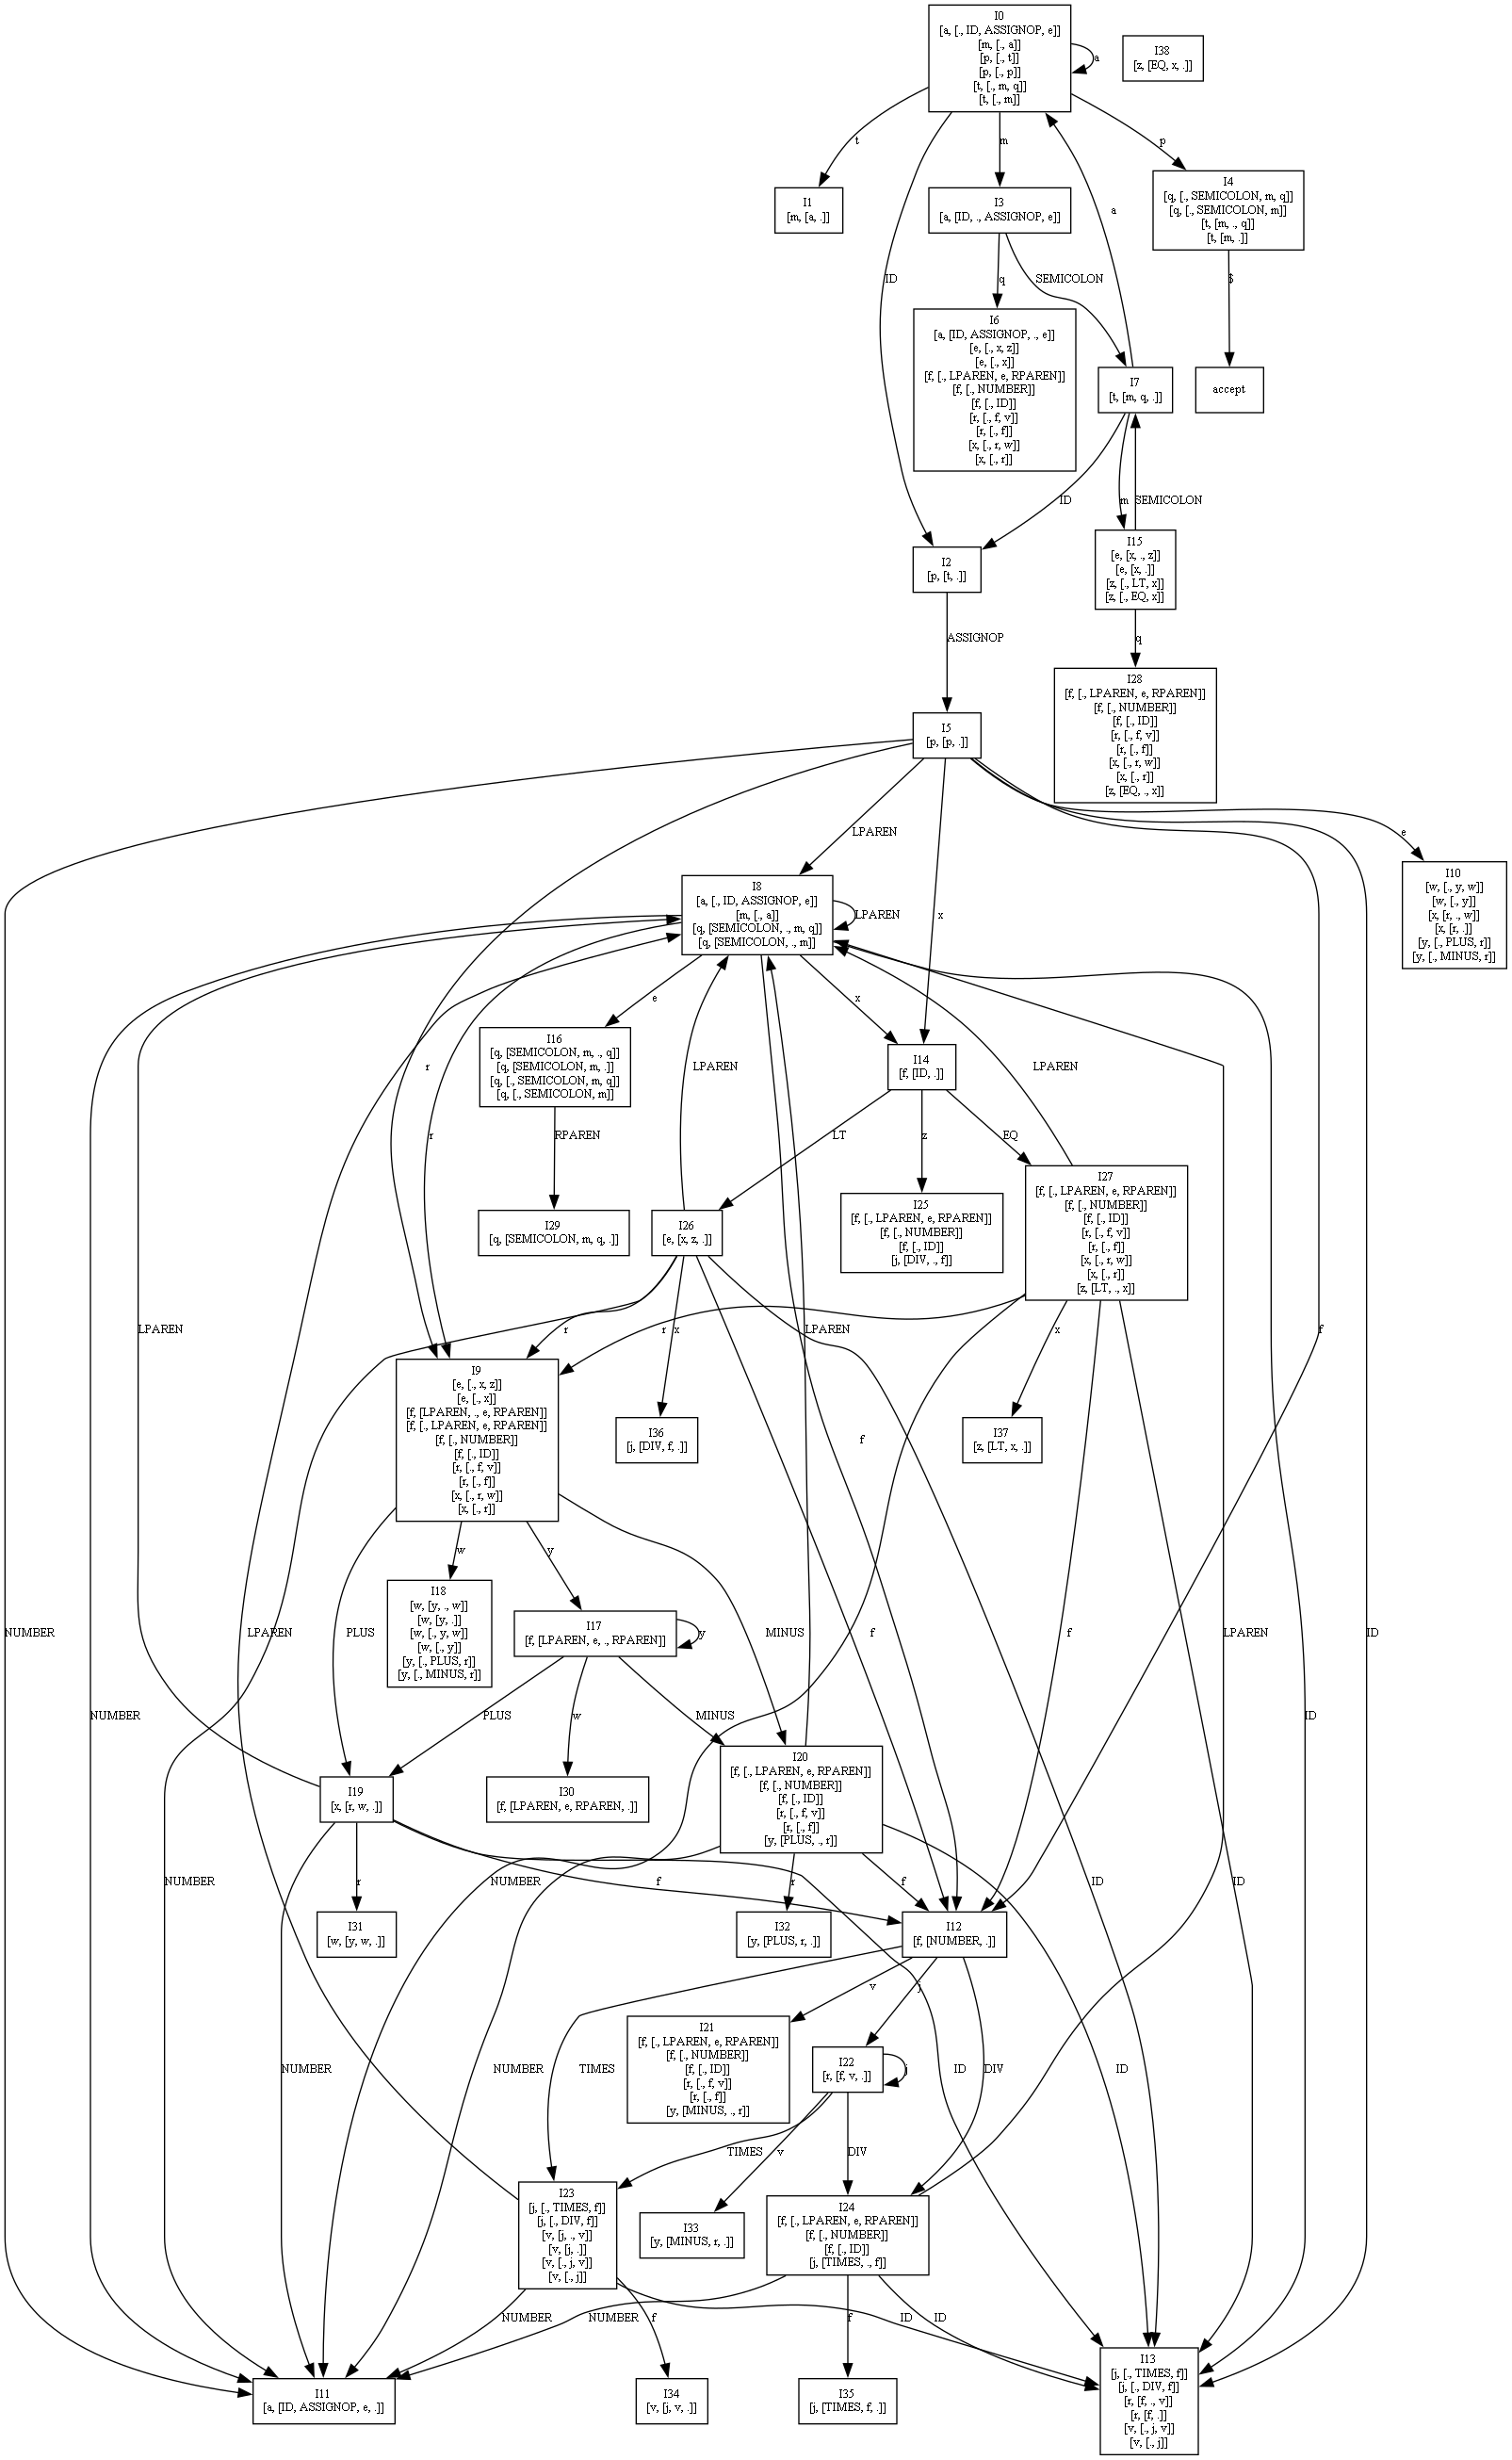 I0
[a, [., ID, ASSIGNOP, e]]
[m, [., a]]
[p, [., t]]
[p, [., p]]
[t, [., m, q]]
[t, [., m]]
a
I38
[z, [EQ, x, .]]
t
m
p
I1
[m, [a, .]]
I3
[a, [ID, ., ASSIGNOP, e]]
I4
[q, [., SEMICOLON, m, q]]
[q, [., SEMICOLON, m]]
[t, [m, ., q]]
[t, [m, .]]
a
ID
q
SEMICOLON
$
I6
[a, [ID, ASSIGNOP, ., e]]
[e, [., x, z]]
[e, [., x]]
[f, [., LPAREN, e, RPAREN]]
[f, [., NUMBER]]
[f, [., ID]]
[r, [., f, v]]
[r, [., f]]
[x, [., r, w]]
[x, [., r]]
I7
[t, [m, q, .]]
accept
ID
m
SEMICOLON
I2
[p, [t, .]]
I15
[e, [x, ., z]]
[e, [x, .]]
[z, [., LT, x]]
[z, [., EQ, x]]
ASSIGNOP
q
I28
[f, [., LPAREN, e, RPAREN]]
[f, [., NUMBER]]
[f, [., ID]]
[r, [., f, v]]
[r, [., f]]
[x, [., r, w]]
[x, [., r]]
[z, [EQ, ., x]]
I5
[p, [p, .]]
LPAREN
e
I10
[w, [., y, w]]
[w, [., y]]
[x, [r, ., w]]
[x, [r, .]]
[y, [., PLUS, r]]
[y, [., MINUS, r]]
I8
[a, [., ID, ASSIGNOP, e]]
[m, [., a]]
[q, [SEMICOLON, ., m, q]]
[q, [SEMICOLON, ., m]]
LPAREN
x
e
x
I16
[q, [SEMICOLON, m, ., q]]
[q, [SEMICOLON, m, .]]
[q, [., SEMICOLON, m, q]]
[q, [., SEMICOLON, m]]
I14
[f, [ID, .]]
r
LPAREN
LPAREN
r
RPAREN
LT
z
EQ
I29
[q, [SEMICOLON, m, q, .]]
I26
[e, [x, z, .]]
I25
[f, [., LPAREN, e, RPAREN]]
[f, [., NUMBER]]
[f, [., ID]]
[j, [DIV, ., f]]
I27
[f, [., LPAREN, e, RPAREN]]
[f, [., NUMBER]]
[f, [., ID]]
[r, [., f, v]]
[r, [., f]]
[x, [., r, w]]
[x, [., r]]
[z, [LT, ., x]]
LPAREN
r
x
r
LPAREN
x
f
I9
[e, [., x, z]]
[e, [., x]]
[f, [LPAREN, ., e, RPAREN]]
[f, [., LPAREN, e, RPAREN]]
[f, [., NUMBER]]
[f, [., ID]]
[r, [., f, v]]
[r, [., f]]
[x, [., r, w]]
[x, [., r]]
I36
[j, [DIV, f, .]]
f
I37
[z, [LT, x, .]]
w
y
I18
[w, [y, ., w]]
[w, [y, .]]
[w, [., y, w]]
[w, [., y]]
[y, [., PLUS, r]]
[y, [., MINUS, r]]
I17
[f, [LPAREN, e, ., RPAREN]]
y
NUMBER
LPAREN
PLUS
MINUS
f
f
LPAREN
ID
NUMBER
PLUS
w
MINUS
ID
ID
I19
[x, [r, w, .]]
I30
[f, [LPAREN, e, RPAREN, .]]
I20
[f, [., LPAREN, e, RPAREN]]
[f, [., NUMBER]]
[f, [., ID]]
[r, [., f, v]]
[r, [., f]]
[y, [PLUS, ., r]]
NUMBER
r
f
NUMBER
r
f
ID
ID
I31
[w, [y, w, .]]
I32
[y, [PLUS, r, .]]
I12
[f, [NUMBER, .]]
v
j
I21
[f, [., LPAREN, e, RPAREN]]
[f, [., NUMBER]]
[f, [., ID]]
[r, [., f, v]]
[r, [., f]]
[y, [MINUS, ., r]]
I22
[r, [f, v, .]]
j
NUMBER
NUMBER
TIMES
ID
DIV
ID
TIMES
v
DIV
I23
[j, [., TIMES, f]]
[j, [., DIV, f]]
[v, [j, ., v]]
[v, [j, .]]
[v, [., j, v]]
[v, [., j]]
I33
[y, [MINUS, r, .]]
I24
[f, [., LPAREN, e, RPAREN]]
[f, [., NUMBER]]
[f, [., ID]]
[j, [TIMES, ., f]]
NUMBER
NUMBER
f
f
ID
ID
I11
[a, [ID, ASSIGNOP, e, .]]
I34
[v, [j, v, .]]
I35
[j, [TIMES, f, .]]
I13
[j, [., TIMES, f]]
[j, [., DIV, f]]
[r, [f, ., v]]
[r, [f, .]]
[v, [., j, v]]
[v, [., j]]